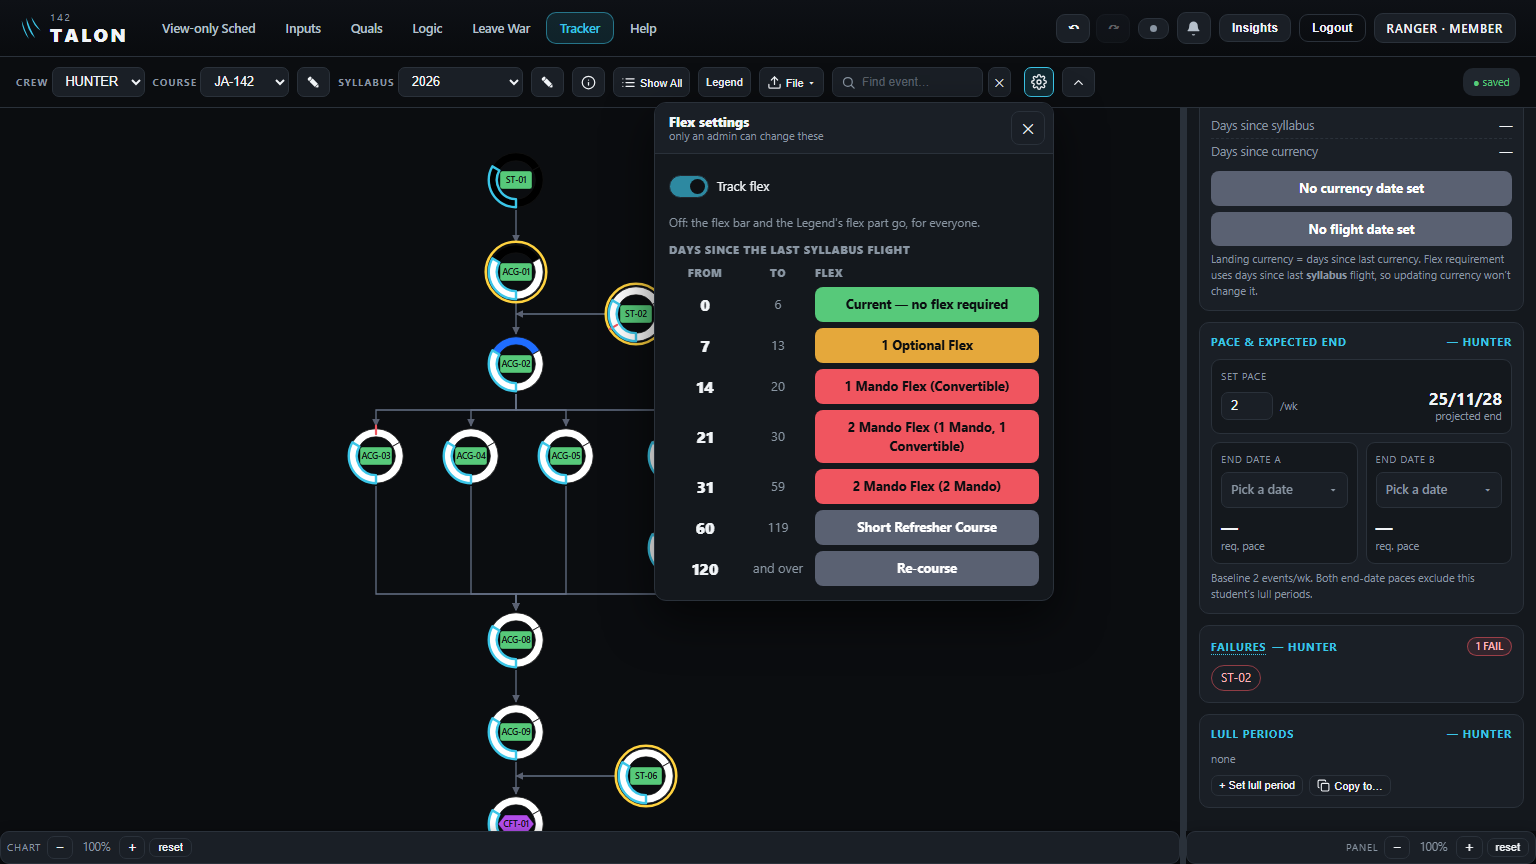 142
TALON
View-only Sched
Inputs
Quals
Logic
Leave War
Tracker
Help
Insights
Logout
RANGER · MEMBER
CREW
HUNTER
COURSE
JA-142
SYLLABUS
2026
Show All
Legend
File
Find event…
saved
Flex settings
only an admin can change these
Track flex
Off: the flex bar and the Legend's flex part go, for everyone.
DAYS SINCE THE LAST SYLLABUS FLIGHT
FROM TO FLEX
0 6 Current — no flex required
7 13 1 Optional Flex
14 20 1 Mando Flex (Convertible)
21 30 2 Mando Flex (1 Mando, 1
Convertible)
31 59 2 Mando Flex (2 Mando)
60 119 Short Refresher Course
120 and over Re-course
ST-01
ACG-01
ST-02
ACG-02
ACG-03
ACG-04
ACG-05
ACG-08
ACG-09
ST-06
CFT-01
Days since syllabus —
Days since currency —
No currency date set
No flight date set
Landing currency = days since last currency. Flex requirement
uses days since last syllabus flight, so updating currency won't
change it.
PACE & EXPECTED END — HUNTER
SET PACE
2 /wk
25/11/28
projected end
END DATE A
Pick a date
—
req. pace
END DATE B
Pick a date
—
req. pace
Baseline 2 events/wk. Both end-date paces exclude this
student's lull periods.
FAILURES — HUNTER
1 FAIL
ST-02
LULL PERIODS — HUNTER
none
+ Set lull period
Copy to…
CHART − 100% + reset
PANEL − 100% + reset